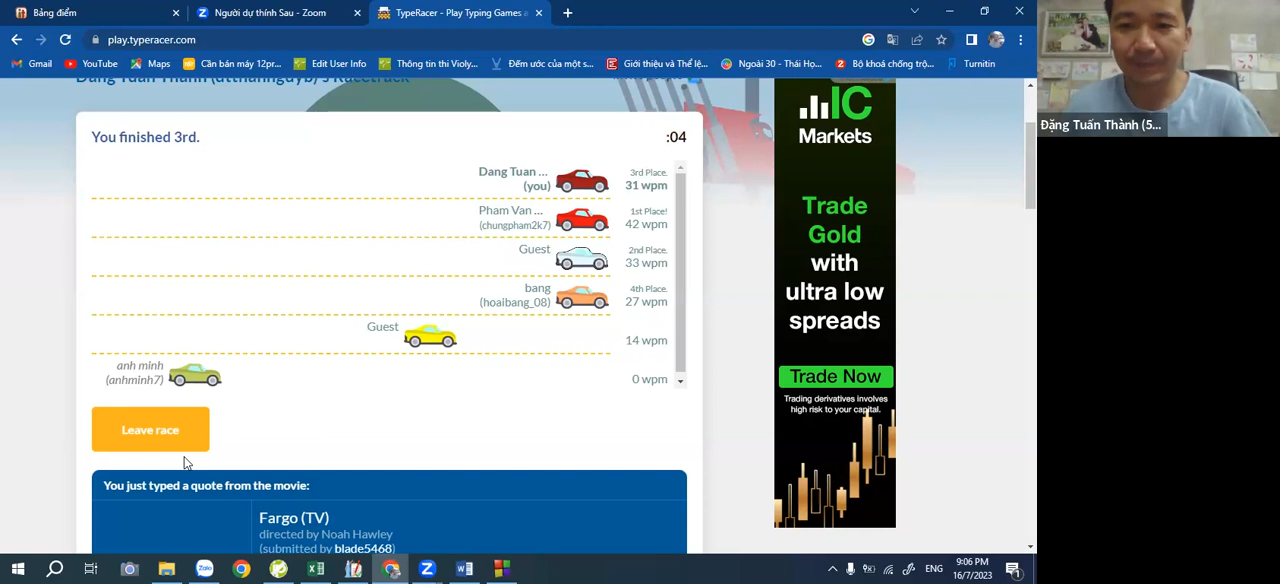 Bảng điểm
Người dự thính Sau - Zoom
TypeRacer - Play Typing Games a
play.typeracer.com
Gmail
YouTube
Maps
Căn bán máy 12pr...
Edit User Info
Thông tin thi Violy...
Đếm ước của một s...
Giới thiệu và Thể lệ...
Ngoài 30 - Thái Họ...
Bộ khoá chống trộ...
Turnitin
You finished 3rd.
:04
Dang Tuan ...
(you)
3rd Place.
31 wpm
Pham Van ...
(chungpham2k7)
1st Place!
42 wpm
Guest
2nd Place.
33 wpm
bang
(hoaibang_08)
4th Place.
27 wpm
Guest
14 wpm
anh minh
(anhminh7)
0 wpm
Leave race
You just typed a quote from the movie:
Fargo (TV)
directed by Noah Hawley
(submitted by blade5468)
IC
Markets
Trade
Gold
with
ultra low
spreads
Trade Now
Trading derivatives involves
high risk to your capital.
Đặng Tuấn Thành (5...
Zalo
ENG
9:06 PM
16/7/2023